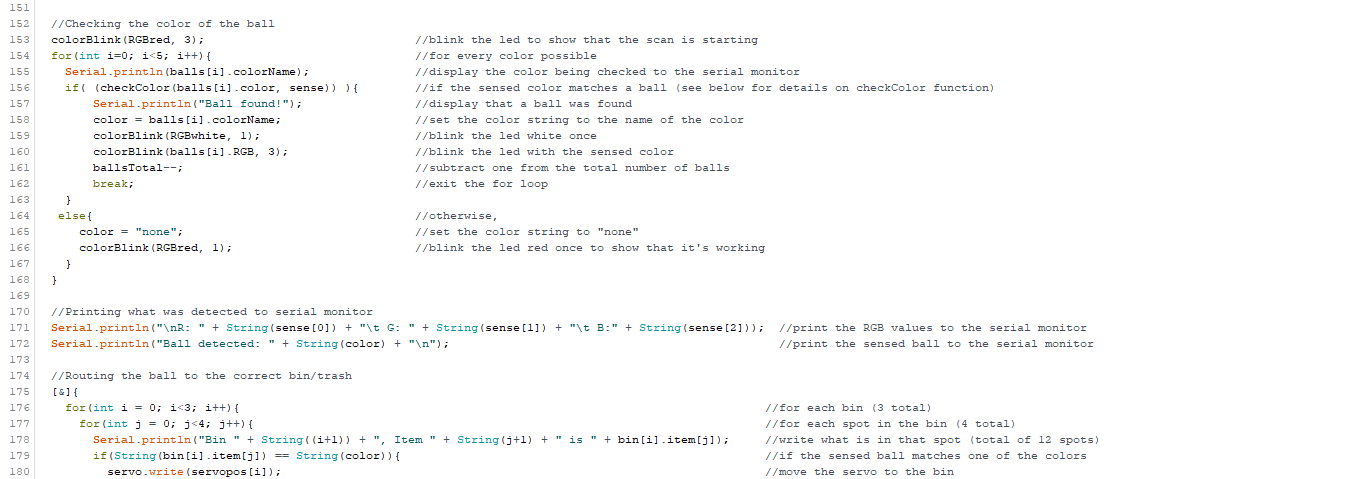 151
152 //Checking the color of the ball
153 colorBlink(RGBred, 3); //blink the led to show that the scan is starting
154 for(int i=0; i<5; i++){ //for every color possible
155 Serial.println(balls[i].colorName); //display the color being checked to the serial monitor
156 if( (checkColor(balls[i].color, sense)) ){ //if the sensed color matches a ball (see below for details on checkColor function)
157 Serial.println("Ball found!"); //display that a ball was found
158 color = balls[i].colorName; //set the color string to the name of the color
159 colorBlink(RGBwhite, 1); //blink the led white once
160 colorBlink(balls[i].RGB, 3); //blink the led with the sensed color
161 ballsTotal--; //subtract one from the total number of balls
162 break; //exit the for loop
163 }
164 else{ //otherwise,
165 color = "none"; //set the color string to "none"
166 colorBlink(RGBred, 1); //blink the led red once to show that it's working
167 }
168 }
169
170 //Printing what was detected to serial monitor
171 Serial.println("\nR: " + String(sense[0]) + "\t G: " + String(sense[1]) + "\t B:" + String(sense[2])); //print the RGB values to the serial monitor
172 Serial.println("Ball detected: " + String(color) + "\n"); //print the sensed ball to the serial monitor
173
174 //Routing the ball to the correct bin/trash
175 [&]{
176 for(int i = 0; i<3; i++){ //for each bin (3 total)
177 for(int j = 0; j<4; j++){ //for each spot in the bin (4 total)
178 Serial.println("Bin " + String((i+1)) + ", Item " + String(j+1) + " is " + bin[i].item[j]); //write what is in that spot (total of 12 spots)
179 if(String(bin[i].item[j]) == String(color)){ //if the sensed ball matches one of the colors
180 servo.write(servopos[i]); //move the servo to the bin